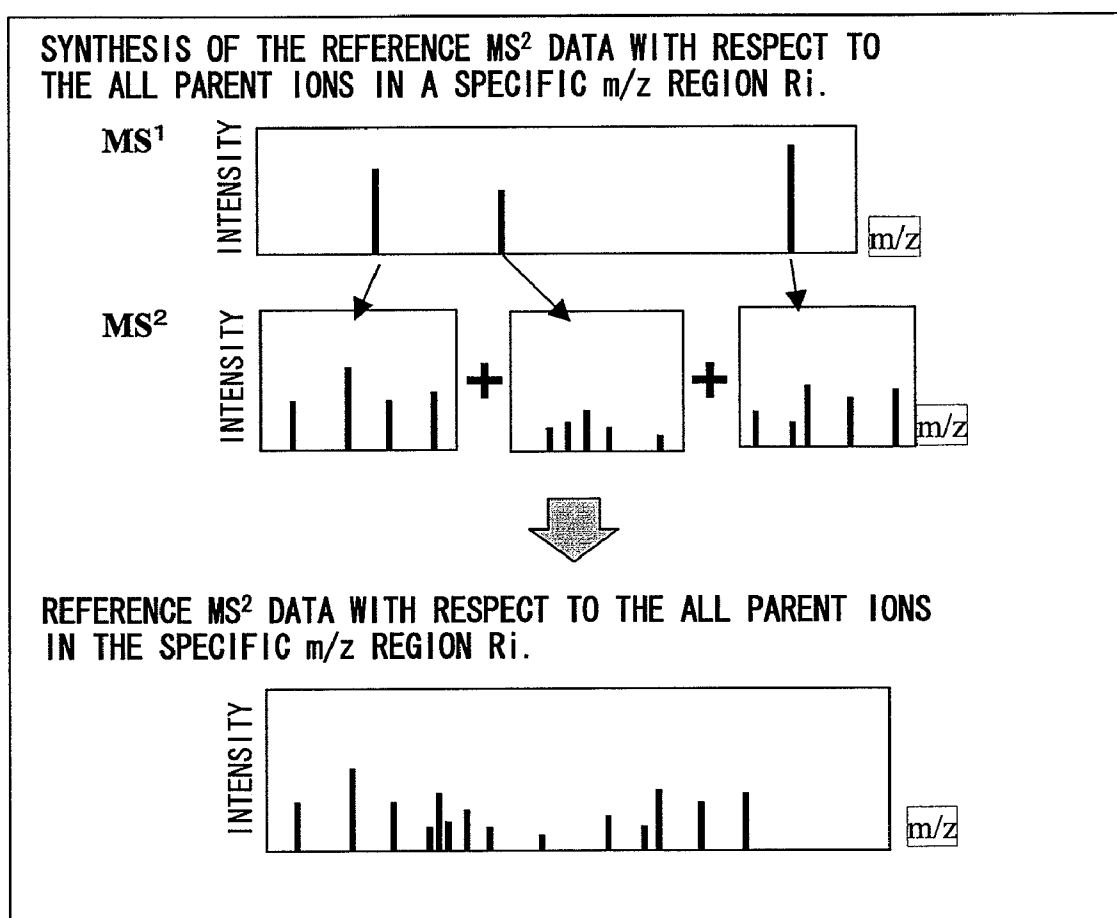 SYNTHESIS OF THE REFERENCE MS² DATA WITH RESPECT TO
THE ALL PARENT IONS IN A SPECIFIC m/z REGION Ri.
MS¹
INTENSITY
m/z
MS²
INTENSITY
+
+
m/z
REFERENCE MS² DATA WITH RESPECT TO THE ALL PARENT IONS
IN THE SPECIFIC m/z REGION Ri.
INTENSITY
m/z